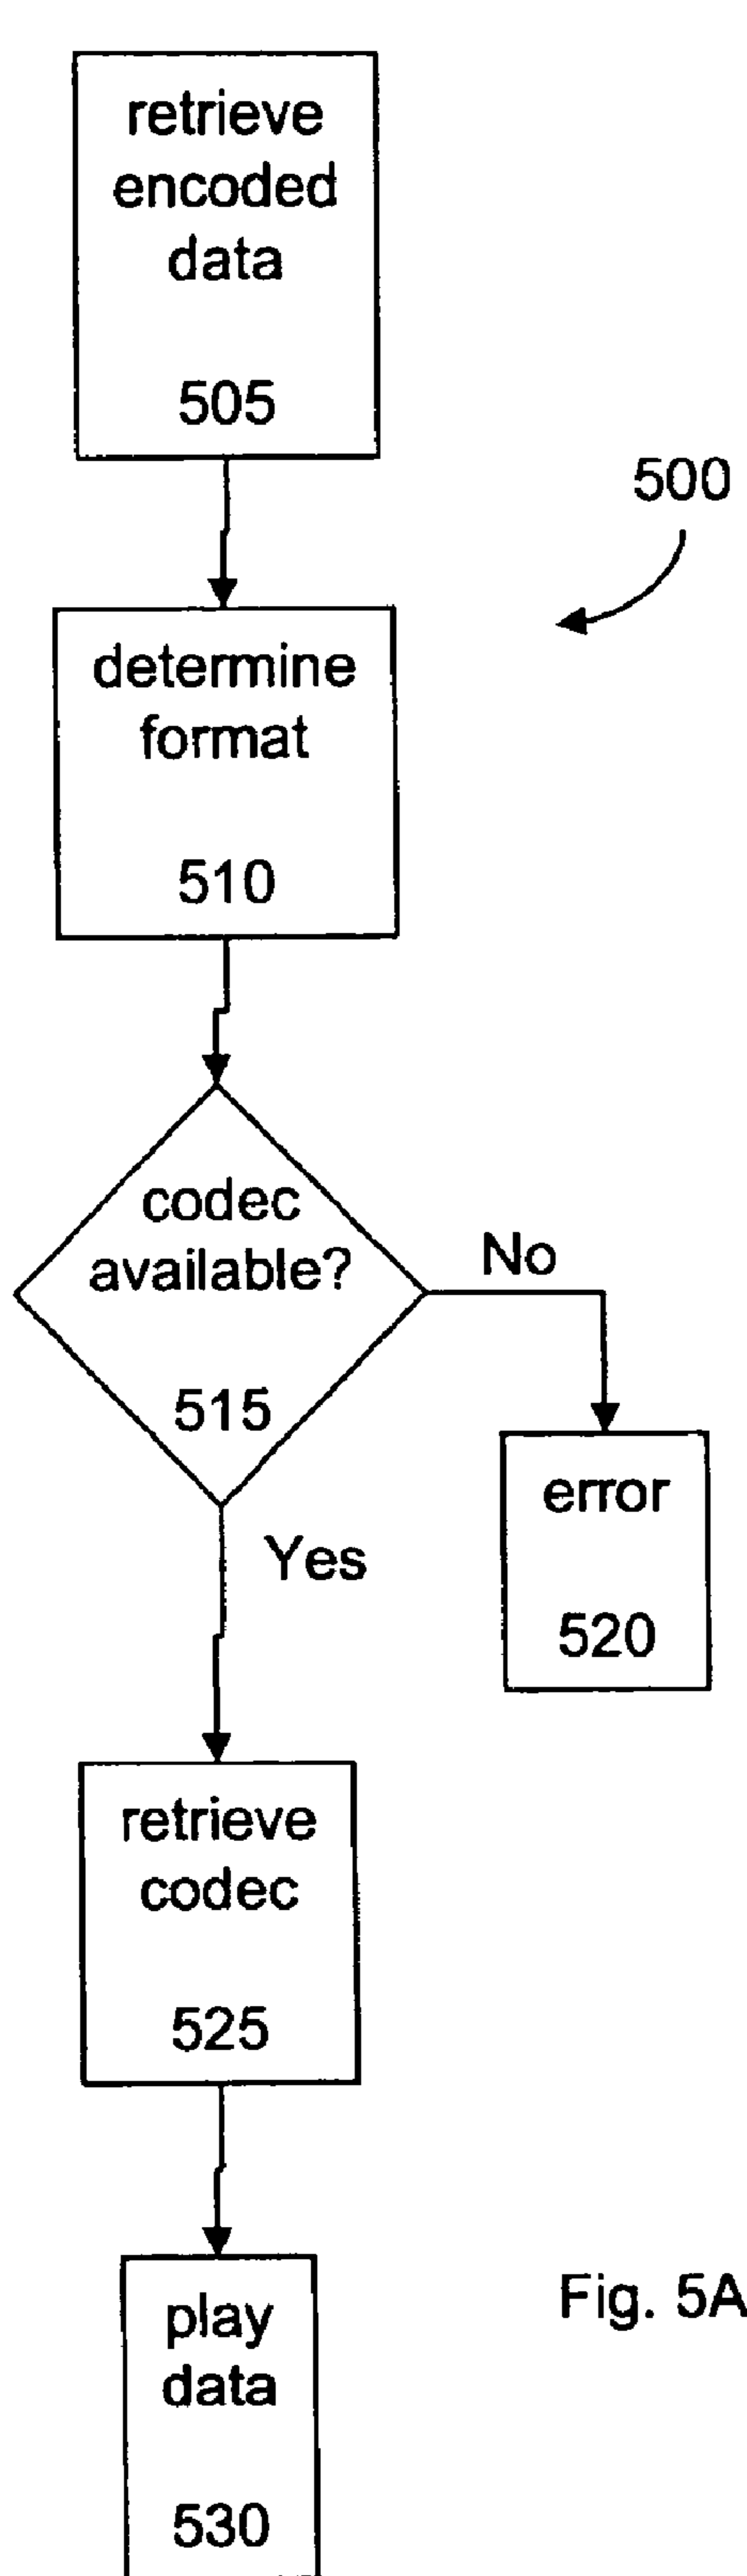 retrieve
encoded
data
505
500
determine
format
510
codec
available?
515
No
error
520
Yes
retrieve
codec
525
play
data
530
Fig. 5A